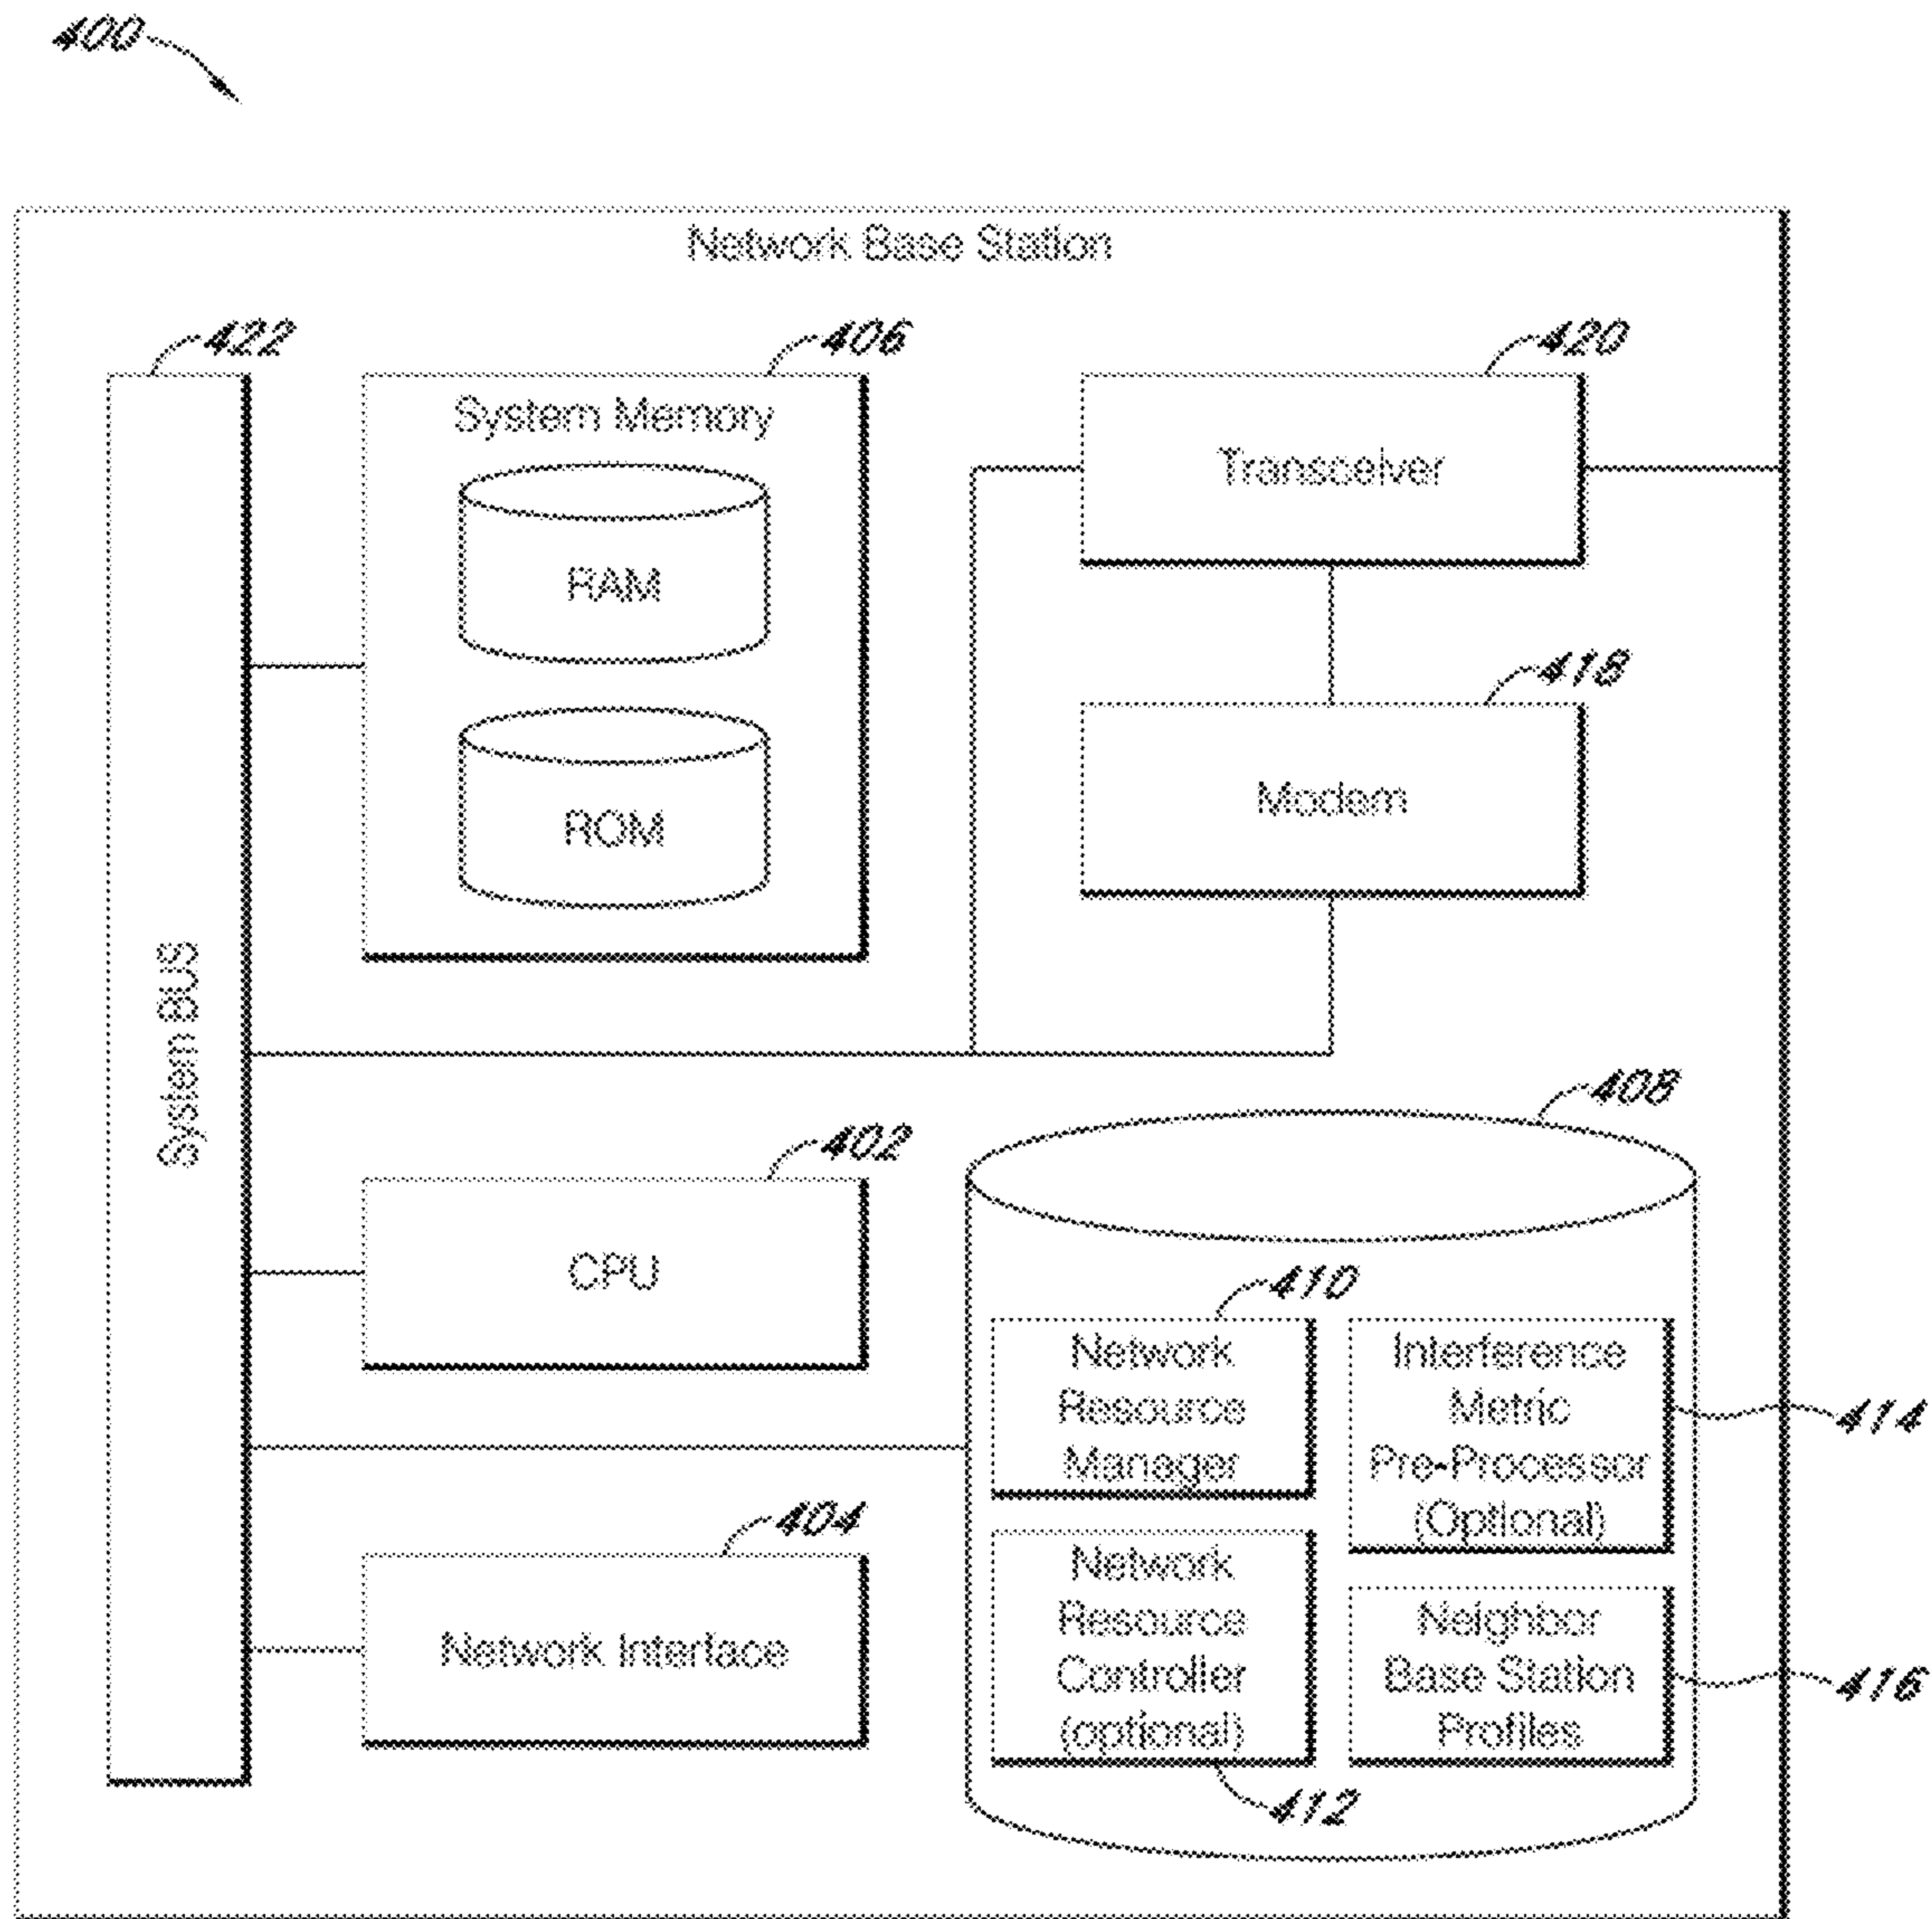 400
Network Base Station
422
406
420
System Memory
Transceiver
RAM
418
Modem
ROM
System BUS
408
402
CPU
410
Network
Resource
Manager
Interference
Metric
Pre-Processor
(Optional)
414
404
Network Interface
Network
Resource
Controller
(optional)
Neighbor
Base Station
Profiles
416
412